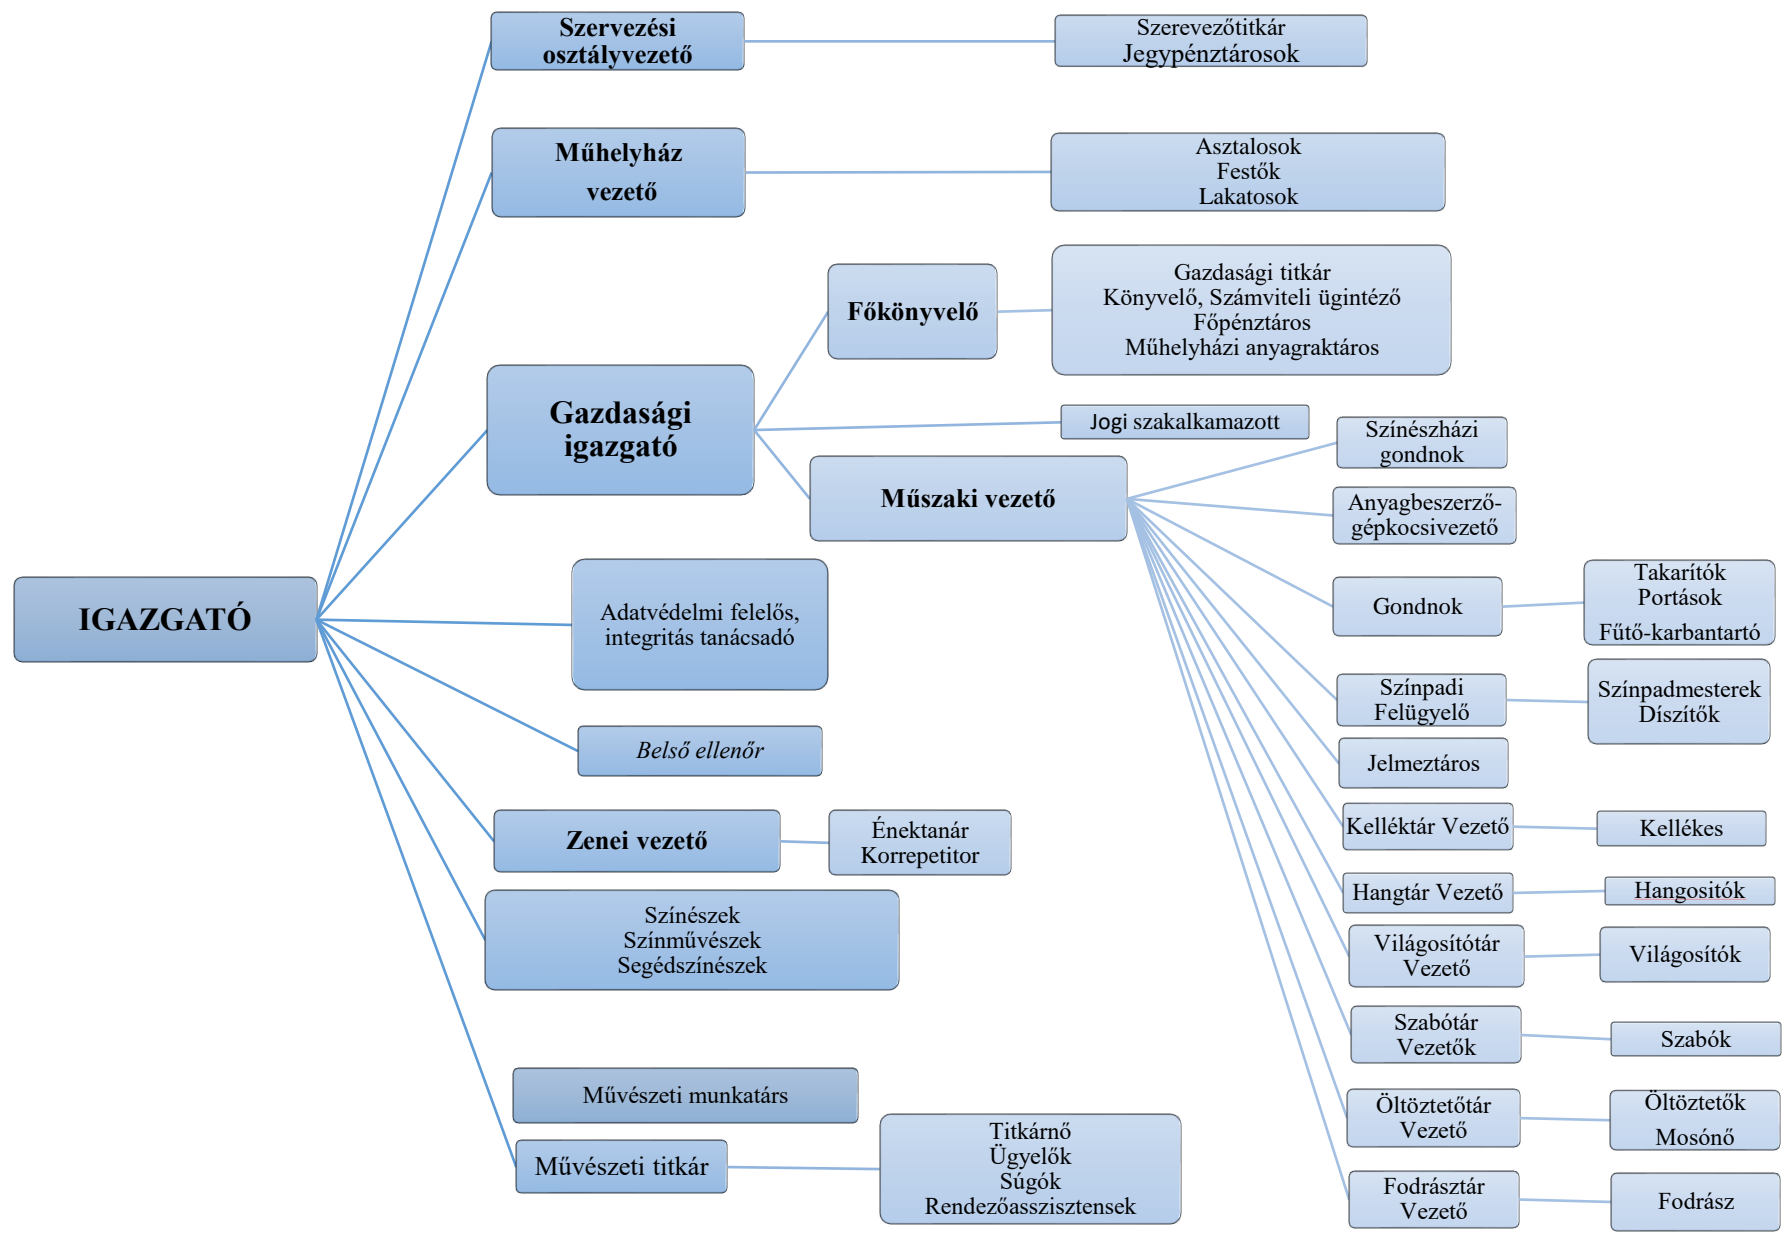 Szervezési
osztályvezető
Szerevezőtitkár
Jegypénztárosok
Műhelyház
vezető
Asztalosok
Festők
Lakatosok
Gazdasági
igazgató
Főkönyvelő
Gazdasági titkár
Könyvelő, Számviteli ügintéző
Főpénztáros
Műhelyházi anyagraktáros
Jogi szakalkamazott
Műszaki vezető
Színészházi
gondnok
Anyagbeszerző-
gépkocsivezető
Gondnok
Takarítók
Portások
Fűtő-karbantartó
Színpadi
Felügyelő
Színpadmesterek
Díszítők
Jelmeztáros
Kelléktár Vezető
Kellékes
Hangtár Vezető
Hangositók
Világosítótár
Vezető
Világosítók
Szabótár
Vezetők
Szabók
Öltöztetőtár
Vezető
Öltöztetők
Mosónő
Fodrásztár
Vezető
Fodrász
IGAZGATÓ
Adatvédelmi felelős,
integritás tanácsadó
Belső ellenőr
Zenei vezető
Énektanár
Korrepetitor
Színészek
Színművészek
Segédszínészek
Művészeti munkatárs
Művészeti titkár
Titkárnő
Ügyelők
Súgók
Rendezőasszisztensek